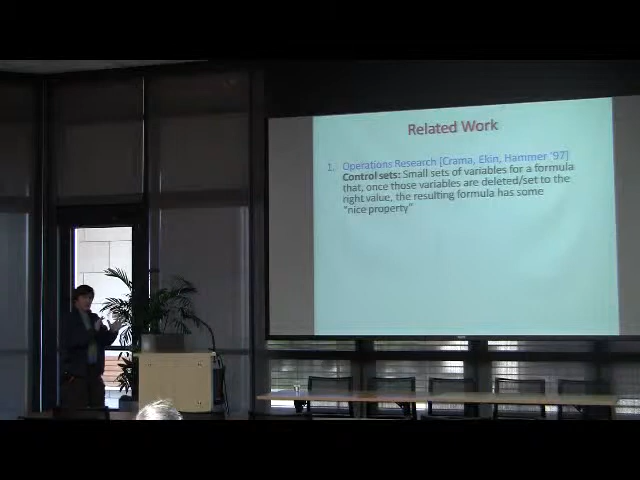 Related Work
1. Operations Research [Crama, Ekin, Hammer '97]
Control sets: Small sets of variables for a formula
that, once those variables are deleted/set to the
right value, the resulting formula has some
“nice property”